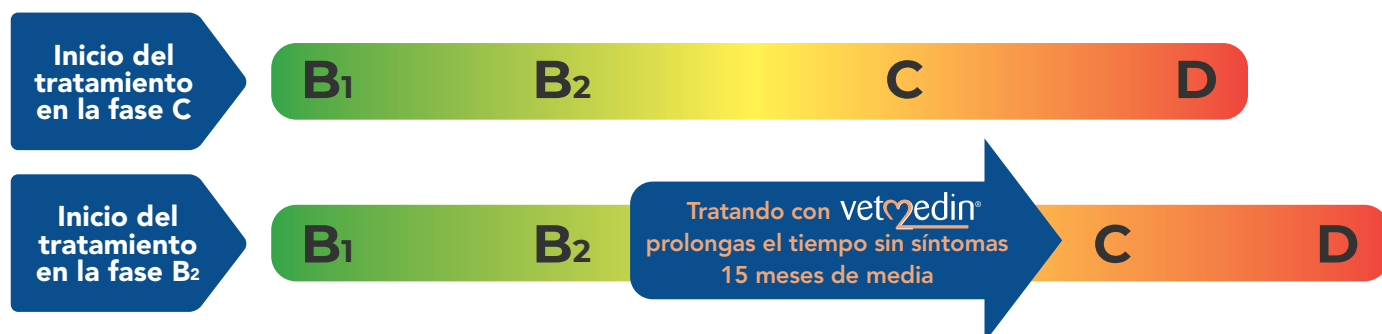 Inicio del
tratamiento
en la fase C
B1 B2 C D
Inicio del
tratamiento
en la fase B2
B1 B2
Tratando con vetmedin®
prolongas el tiempo sin síntomas
15 meses de media
C D